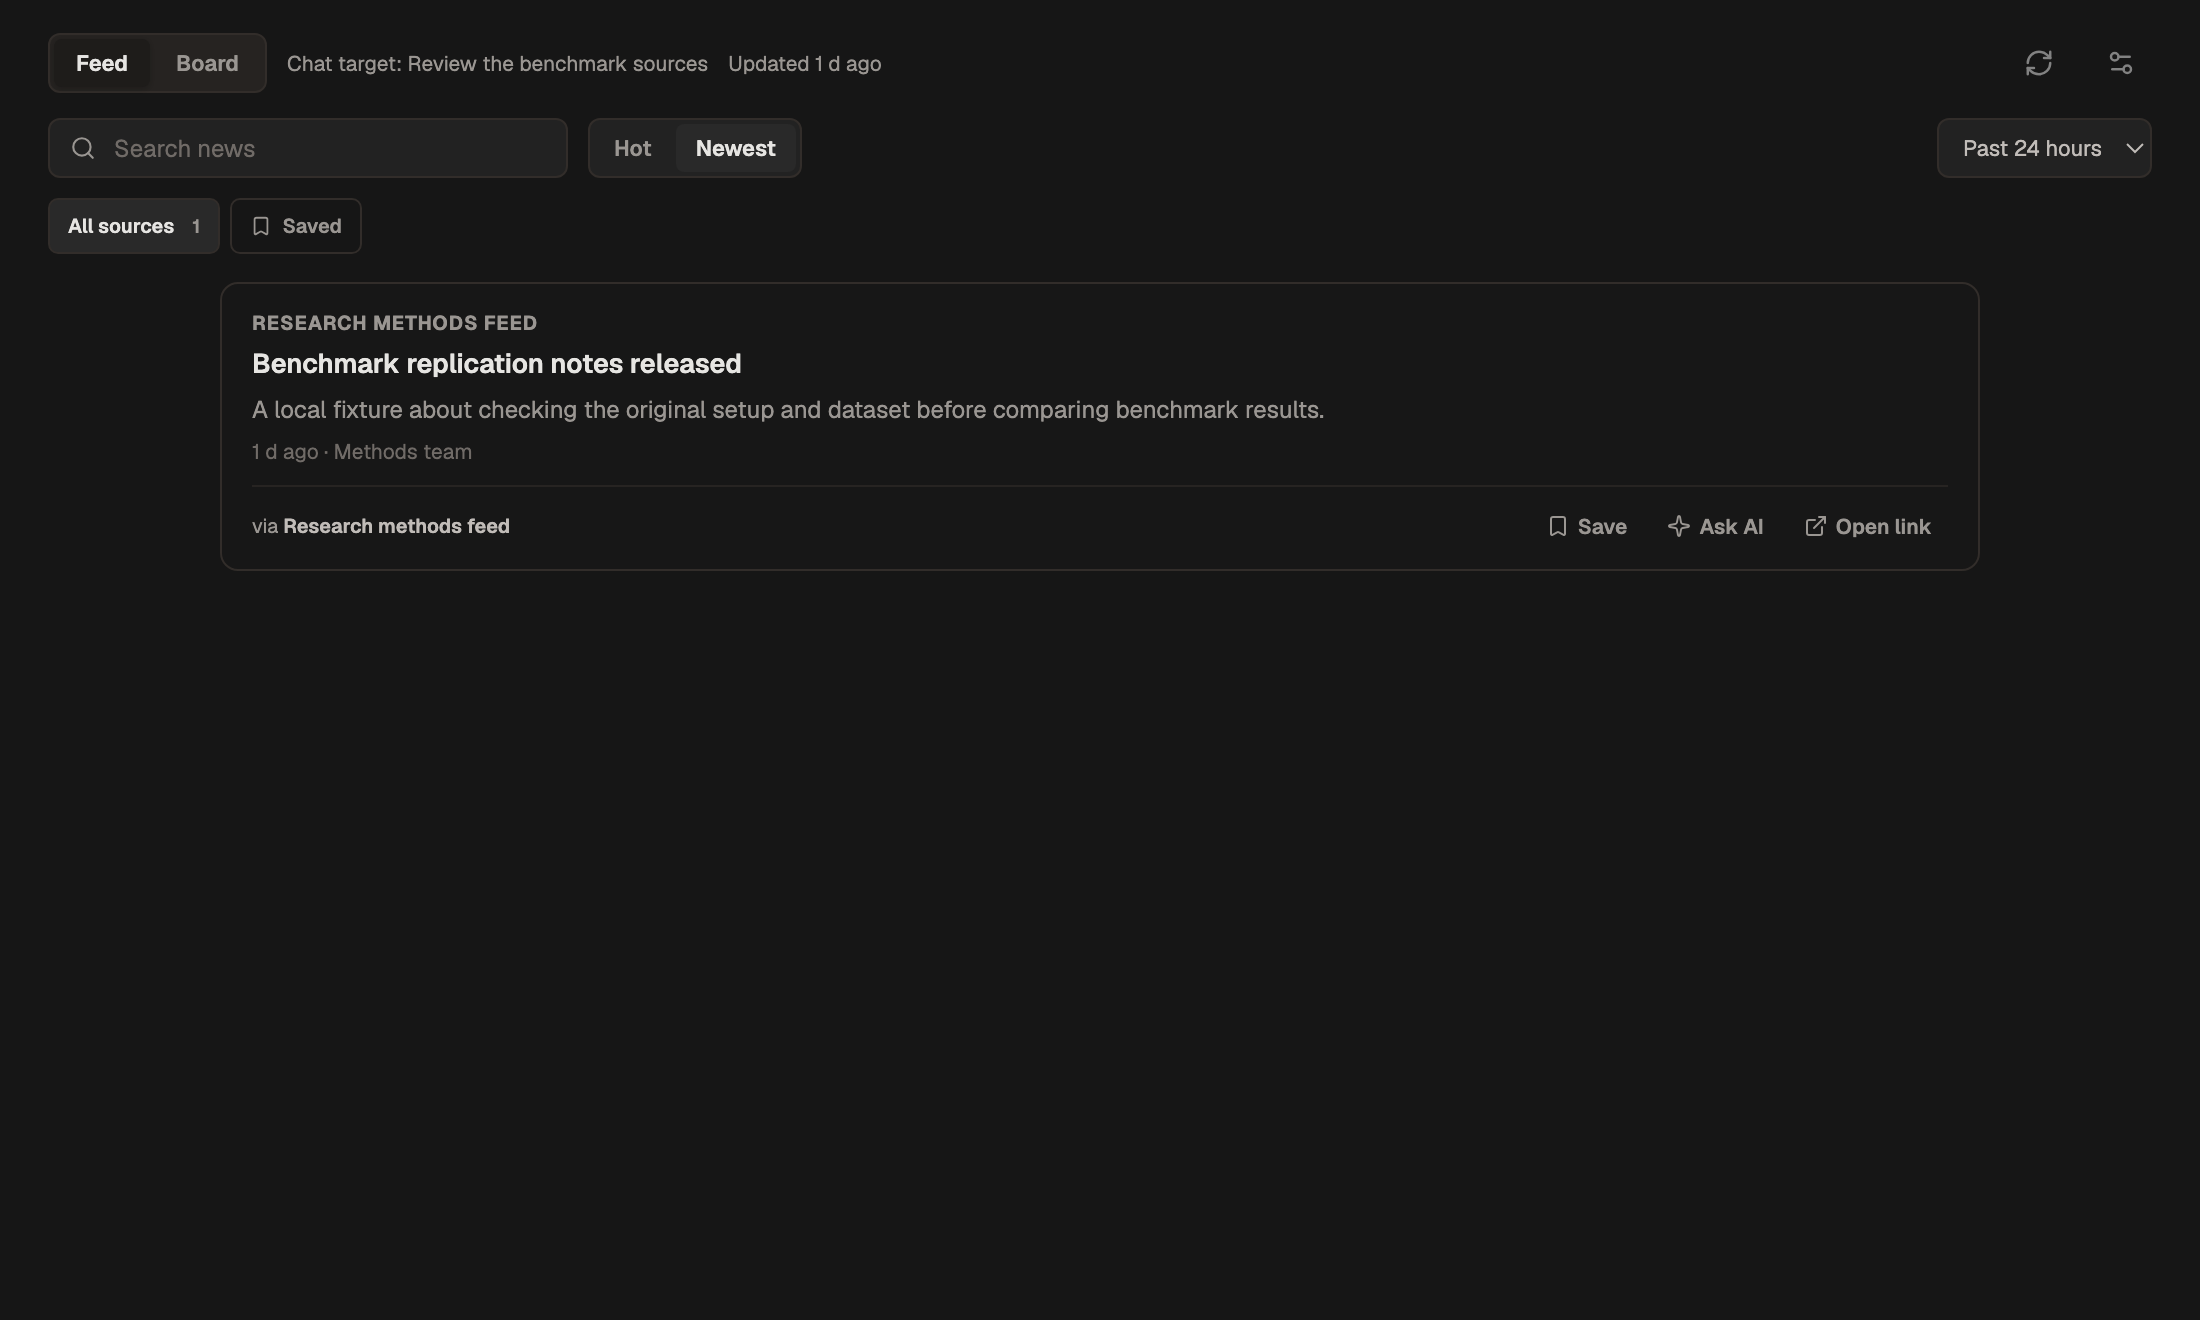 Feed Board Chat target: Review the benchmark sources Updated 1 d ago
Search news Hot Newest Past 24 hours
All sources 1 Saved
RESEARCH METHODS FEED
Benchmark replication notes released
A local fixture about checking the original setup and dataset before comparing benchmark results.
1 d ago · Methods team
via Research methods feed Save Ask AI Open link